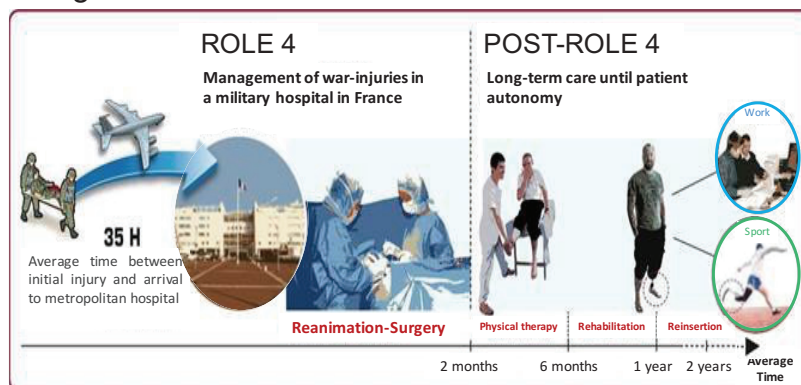 ROLE 4
Management of war-injuries in
a military hospital in France
35 H
Average time between
initial injury and arrival
to metropolitan hospital
Reanimation-Surgery
POST-ROLE 4
Long-term care until patient
autonomy
Work
Sport
Physical therapy
Rehabilitation
Reinsertion
2 months
6 months
1 year
2 years
Average
Time